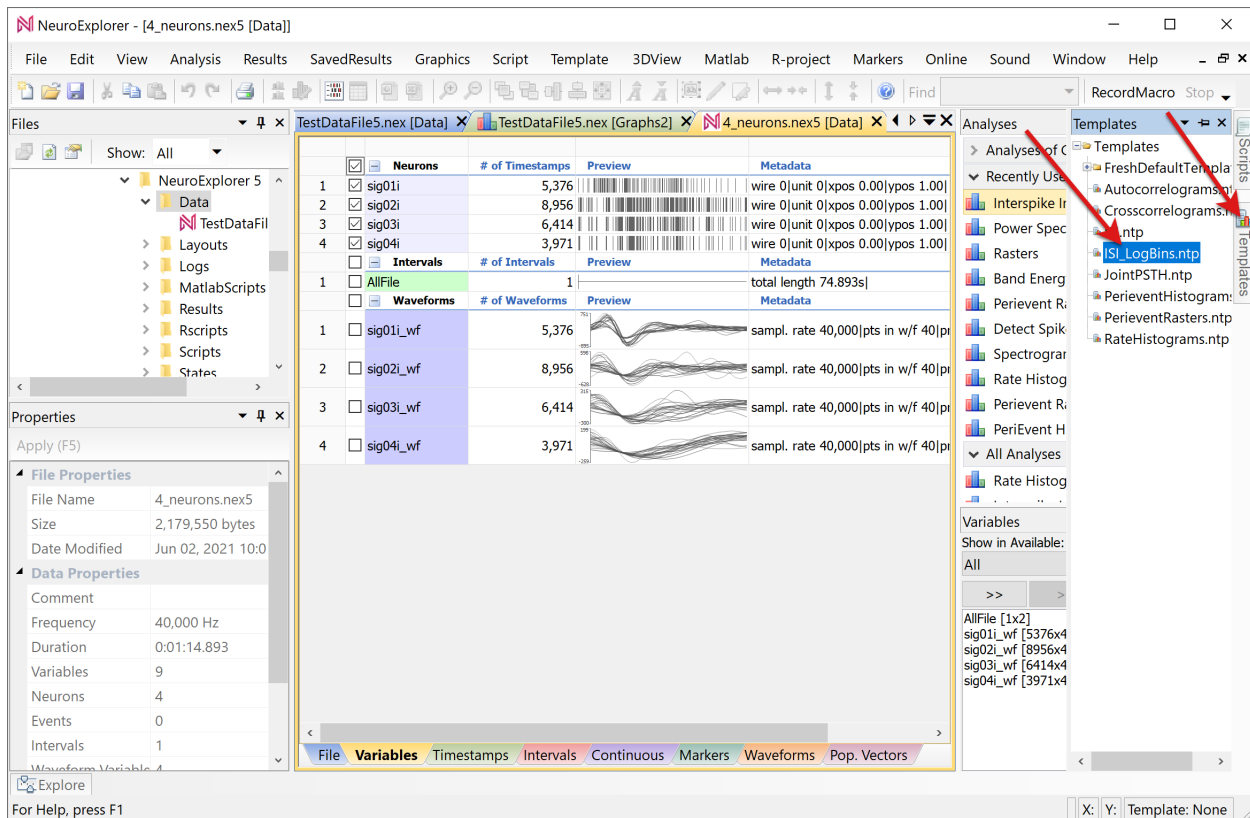 NeuroExplorer - [4_neurons.nex5 [Data]]
File Edit View Analysis Results SavedResults Graphics Script Template 3DView Matlab R-project Markers Online Sound Window Help
Find RecordMacro Stop
Files
Show: All
NeuroExplorer 5
Data
TestDataFil
Layouts
Logs
MatlabScripts
Results
Rscripts
Scripts
States
Properties
Apply (F5)
File Properties
File Name 4_neurons.nex5
Size 2,179,550 bytes
Date Modified Jun 02, 2021 10:0
Data Properties
Comment
Frequency 40,000 Hz
Duration 0:01:14.893
Variables 9
Neurons 4
Events 0
Intervals 1
Waveform Variable 4
Explore
For Help, press F1
TestDataFile5.nex [Data] TestDataFile5.nex [Graphs2] 4_neurons.nex5 [Data]
Neurons # of Timestamps Preview Metadata
1 sig01i 5,376 wire 0|unit 0|xpos 0.00|ypos 1.00|
2 sig02i 8,956 wire 0|unit 0|xpos 0.00|ypos 1.00|
3 sig03i 6,414 wire 0|unit 0|xpos 0.00|ypos 1.00|
4 sig04i 3,971 wire 0|unit 0|xpos 0.00|ypos 1.00|
Intervals # of Intervals Preview Metadata
1 AllFile 1 total length 74.893s|
Waveforms # of Waveforms Preview Metadata
1 sig01i_wf 5,376 sampl. rate 40,000|pts in w/f 40|pr
2 sig02i_wf 8,956 sampl. rate 40,000|pts in w/f 40|pr
3 sig03i_wf 6,414 sampl. rate 40,000|pts in w/f 40|pr
4 sig04i_wf 3,971 sampl. rate 40,000|pts in w/f 40|pr
File Variables Timestamps Intervals Continuous Markers Waveforms Pop. Vectors
Analyses
Analyses of
Recently Use
Interspike In
Power Spec
Rasters
Band Energ
Perievent Ra
Detect Spik
Spectrogran
Rate Histog
Perievent Ra
PeriEvent H
All Analyses
Rate Histog
Variables
Show in Available:
All
>> >
AllFile [1x2]
sig01i_wf [5376x4
sig02i_wf [8956x4
sig03i_wf [6414x4
sig04i_wf [3971x4
Templates
Templates
FreshDefaultTempla
Autocorrelograms.nt
Crosscorrelograms.n
.ntp
ISI_LogBins.ntp
JointPSTH.ntp
PerieventHistograms
PerieventRasters.ntp
RateHistograms.ntp
Scripts
Templates
X: Y: Template: None